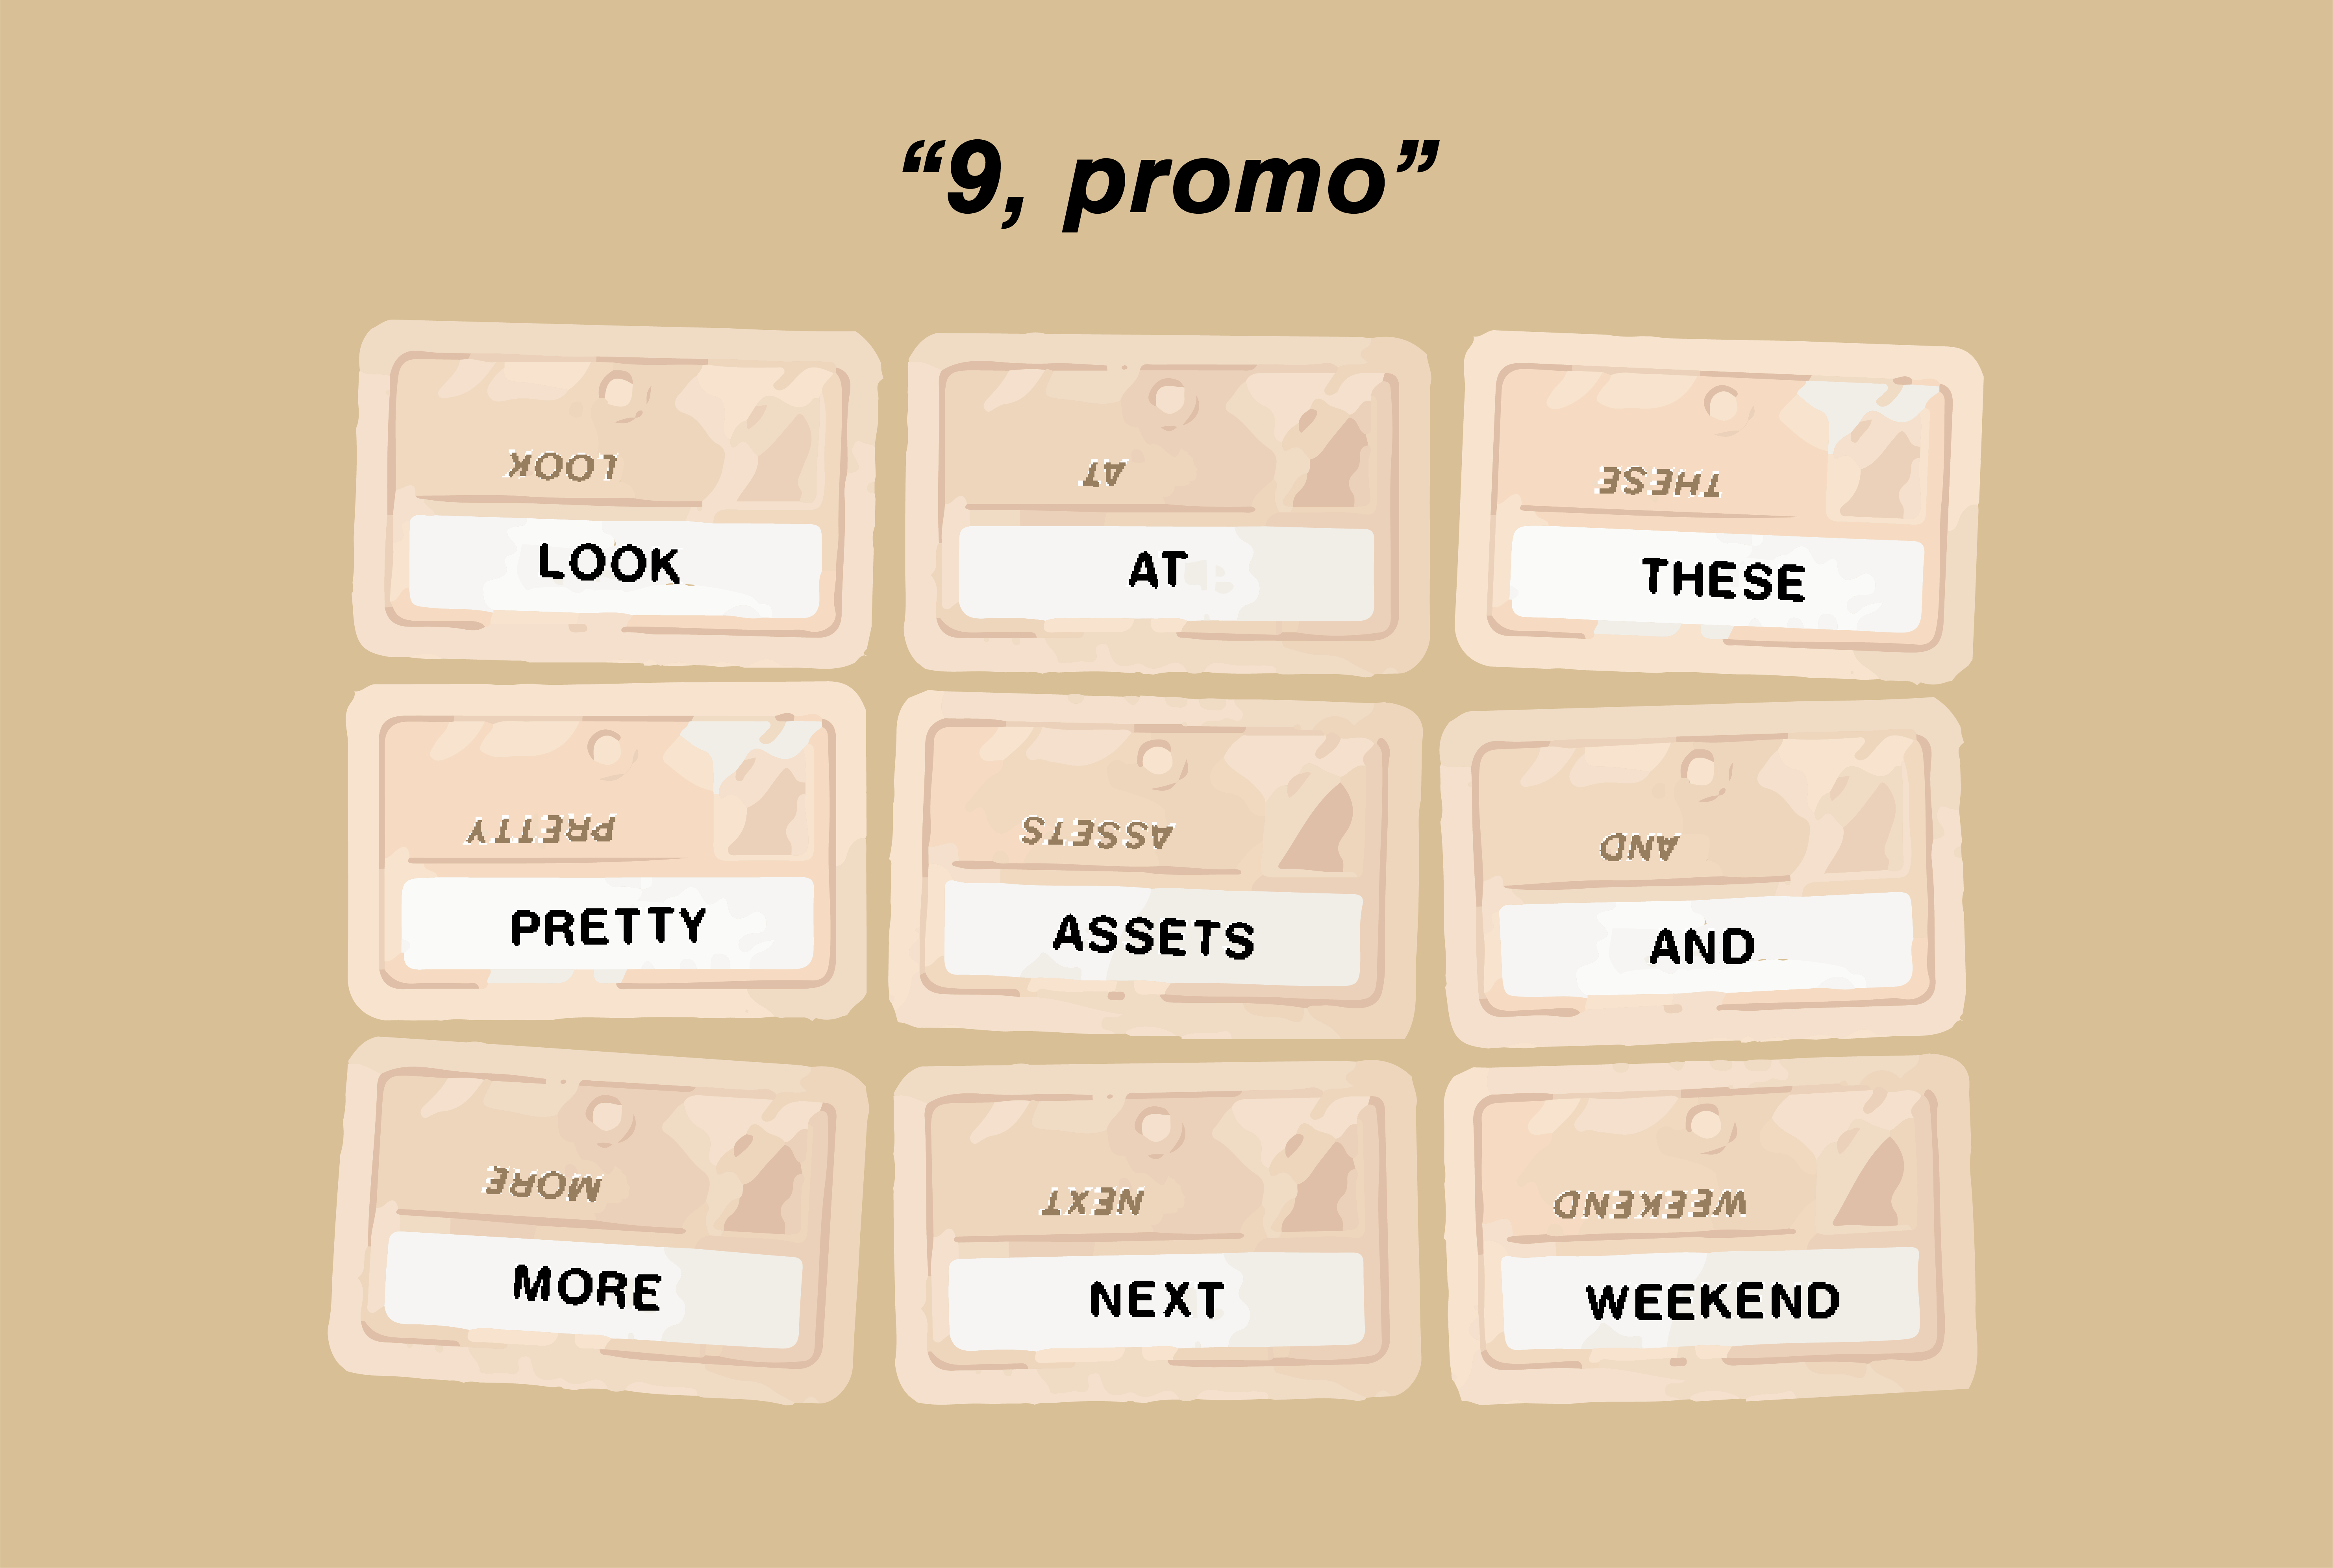 “9, promo”
LOOK
LOOK
AT
AT
THESE
THESE
PRETTY
PRETTY
ASSETS
ASSETS
AND
AND
MORE
MORE
NEXT
NEXT
WEEKEND
WEEKEND